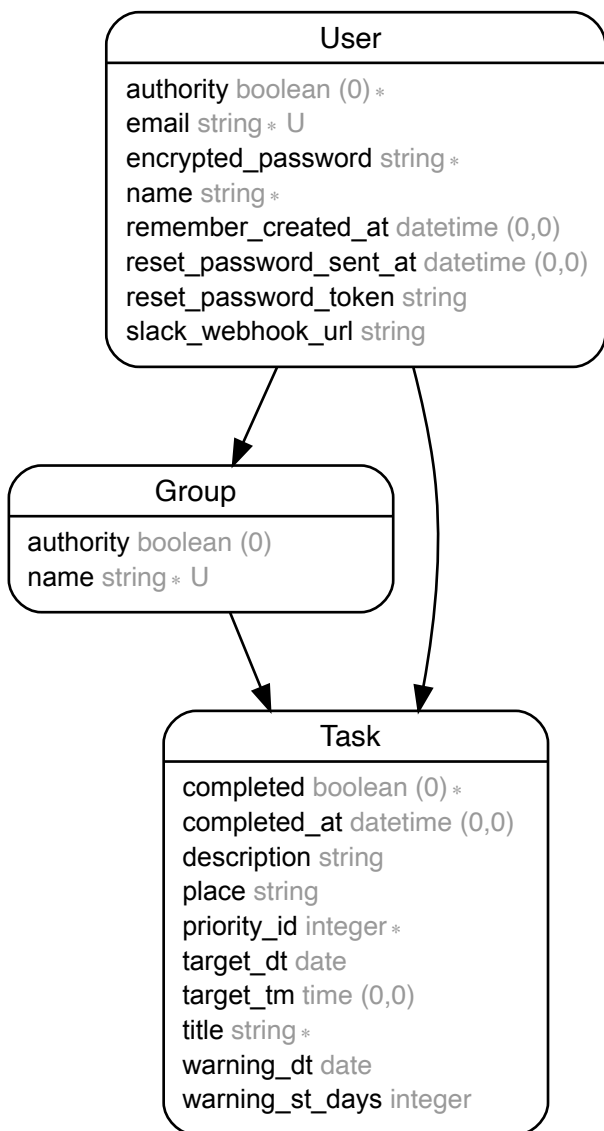 User
authority boolean (0) *
email string * U
encrypted_password string *
name string *
remember_created_at datetime (0,0)
reset_password_sent_at datetime (0,0)
reset_password_token string
slack_webhook_url string
Group
authority boolean (0)
name string * U
Task
completed boolean (0) *
completed_at datetime (0,0)
description string
place string
priority_id integer *
target_dt date
target_tm time (0,0)
title string *
warning_dt date
warning_st_days integer